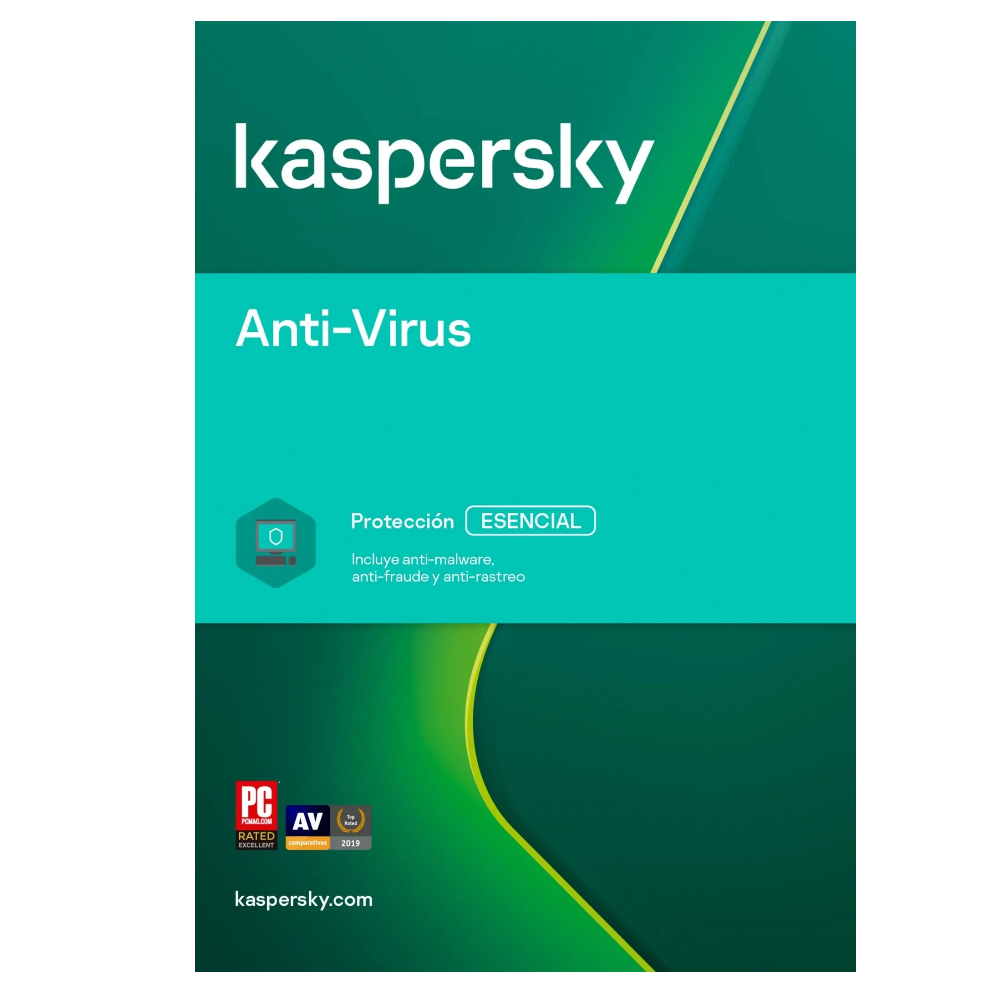 kaspersky
Anti-Virus
Protección ESENCIAL
Incluye anti-malware,
anti-fraude y anti-rastreo
PC
PCMAG.COM
RATED
EXCELLENT
AV
comparatives
Top
Rated
2019
kaspersky.com